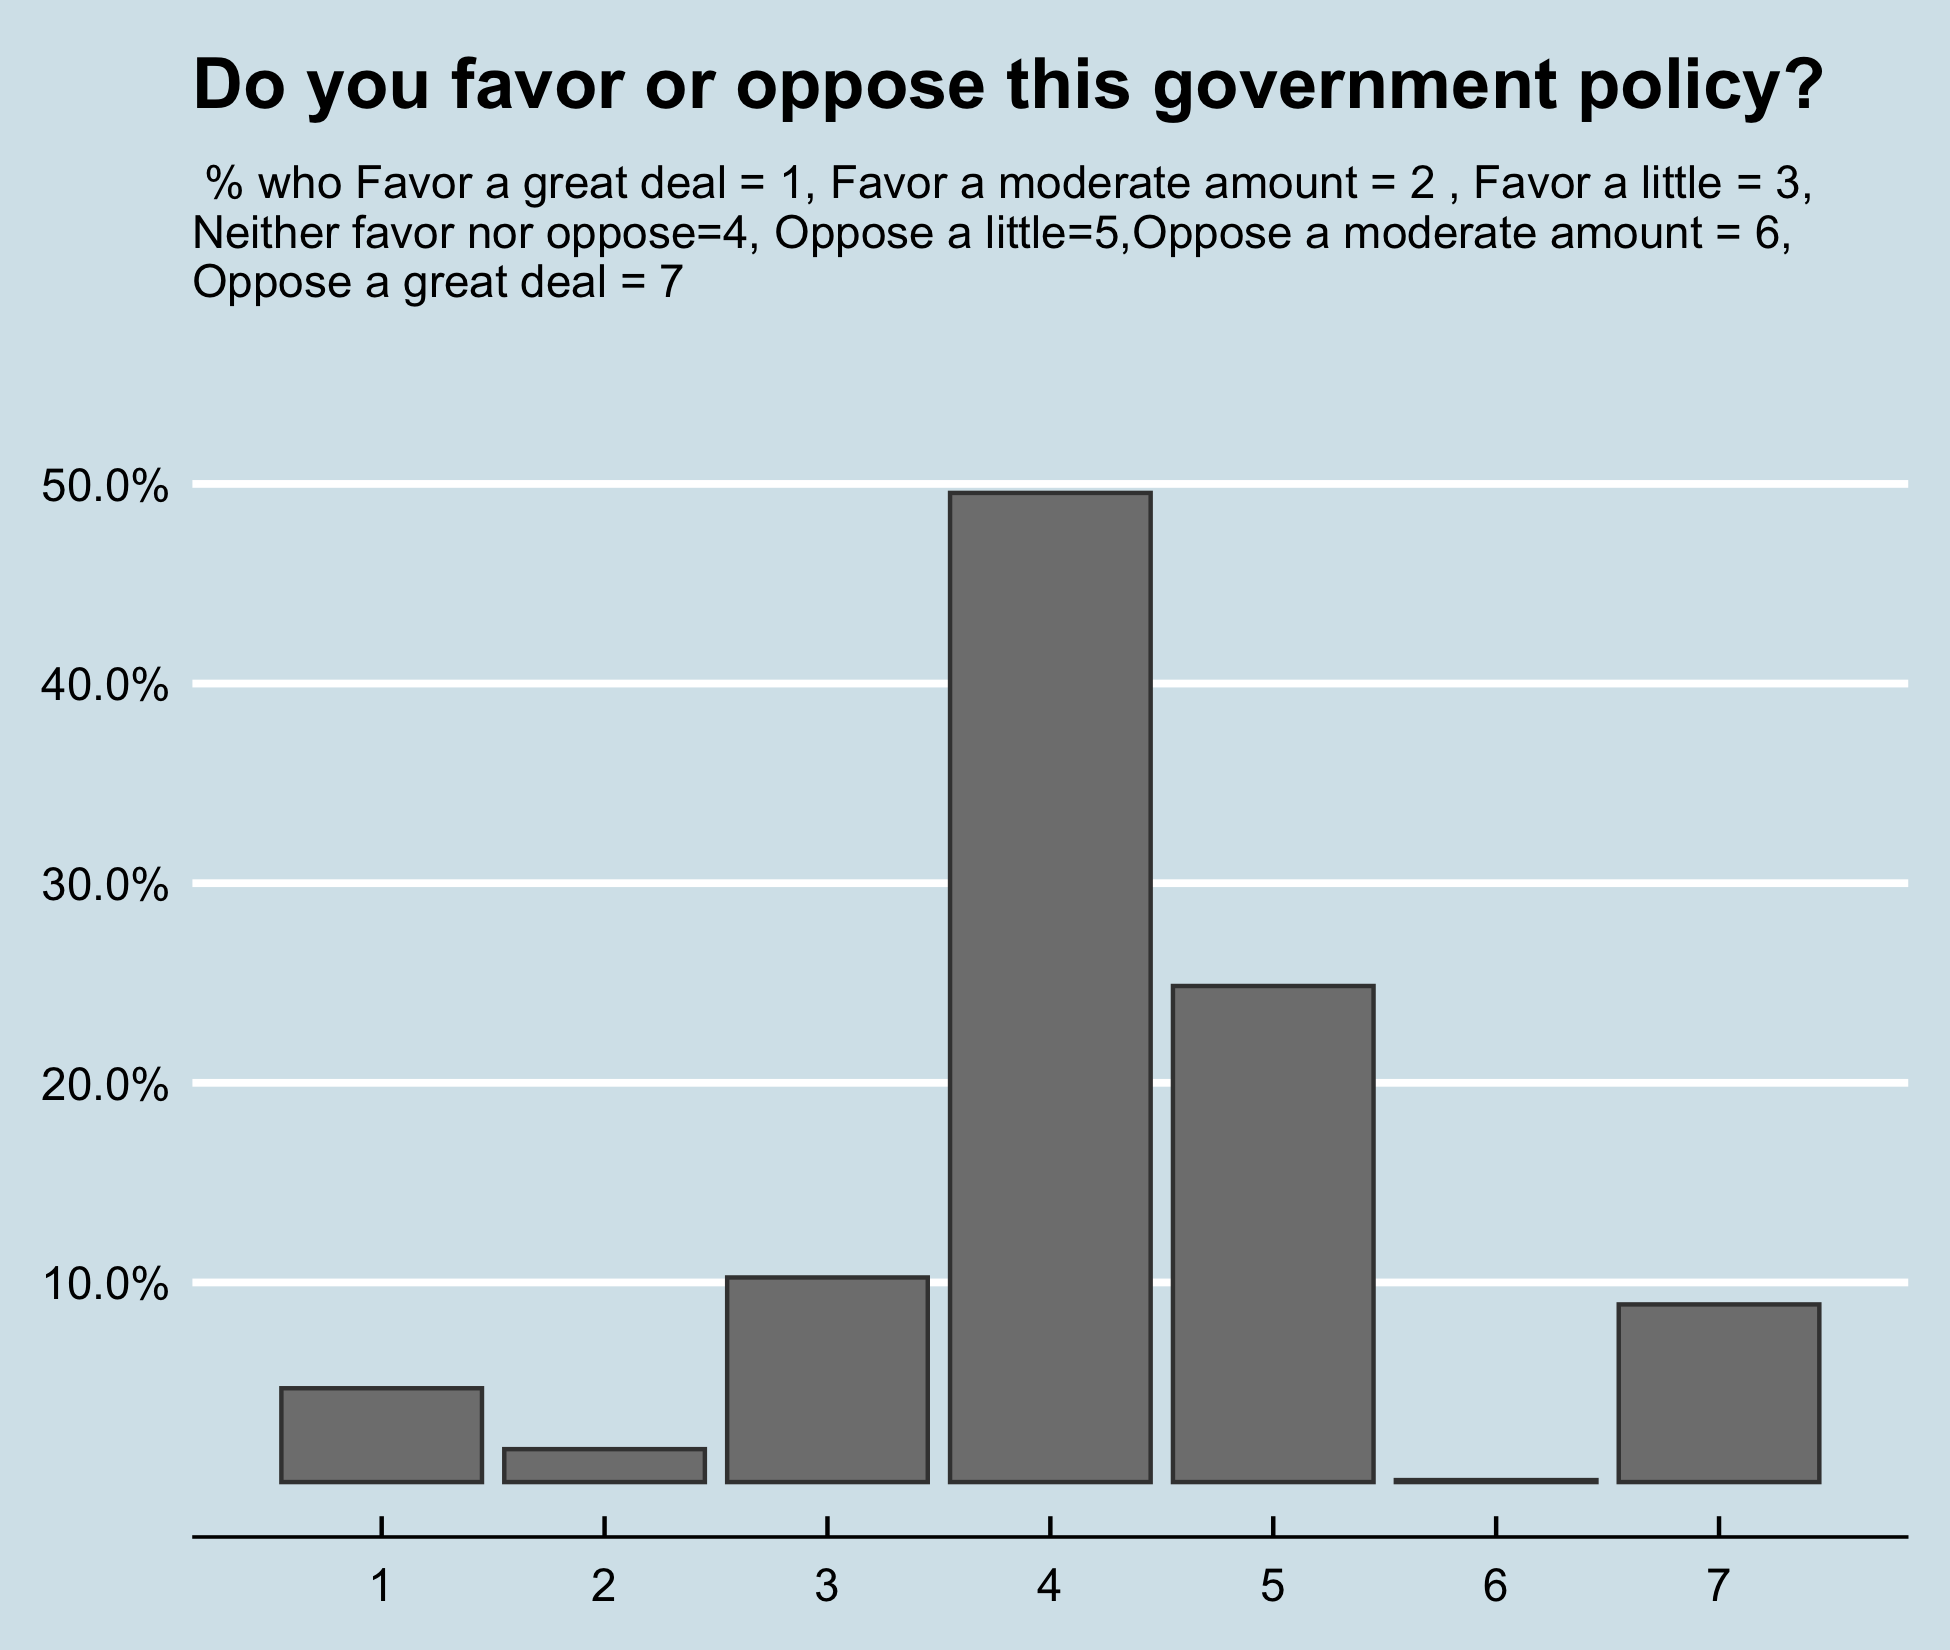 Do you favor or oppose this government policy?
% who Favor a great deal = 1, Favor a moderate amount = 2 , Favor a little = 3,
Neither favor nor oppose=4, Oppose a little=5,Oppose a moderate amount = 6,
Oppose a great deal = 7
50.0%
40.0%
30.0%
20.0%
10.0%
1 2 3 4 5 6 7